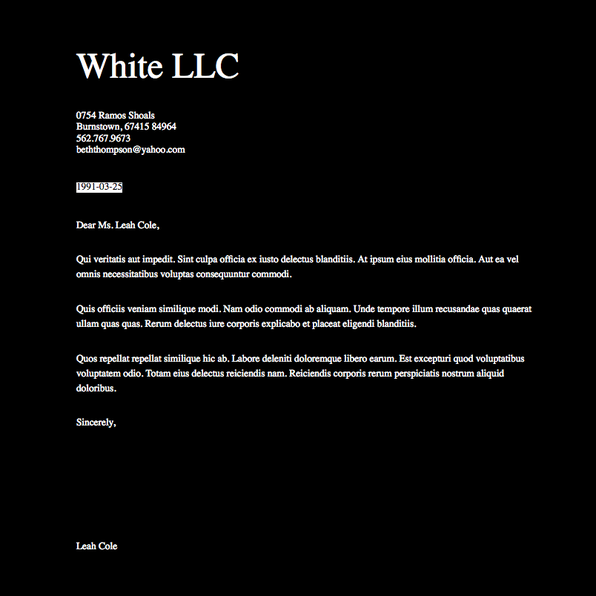 White LLC
0754 Ramos Shoals
Burnstown, 67415 84964
562.767.9673
beththompson@yahoo.com
1991-03-25
Dear Ms. Leah Cole,
Qui veritatis aut impedit. Sint culpa officia ex iusto delectus blanditiis. At ipsum eius mollitia officia. Aut ea vel
omnis necessitatibus voluptas consequuntur commodi.
Quis officiis veniam similique modi. Nam odio commodi ab aliquam. Unde tempore illum recusandae quas quaerat
ullam quas quas. Rerum delectus iure corporis explicabo et placeat eligendi blanditiis.
Quos repellat repellat similique hic ab. Labore deleniti doloremque libero earum. Est excepturi quod voluptatibus
voluptatem odio. Totam eius delectus reiciendis nam. Reiciendis corporis rerum perspiciatis nostrum aliquid
doloribus.
Sincerely,
Leah Cole